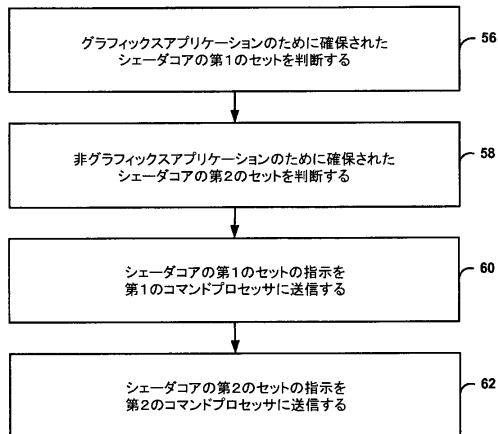 グラフィックスアプリケーションのために確保された
シェーダコアの第1のセットを判断する
56
非グラフィックスアプリケーションのために確保された
シェーダコアの第2のセットを判断する
58
シェーダコアの第1のセットの指示を
第1のコマンドプロセッサに送信する
60
シェーダコアの第2のセットの指示を
第2のコマンドプロセッサに送信する
62